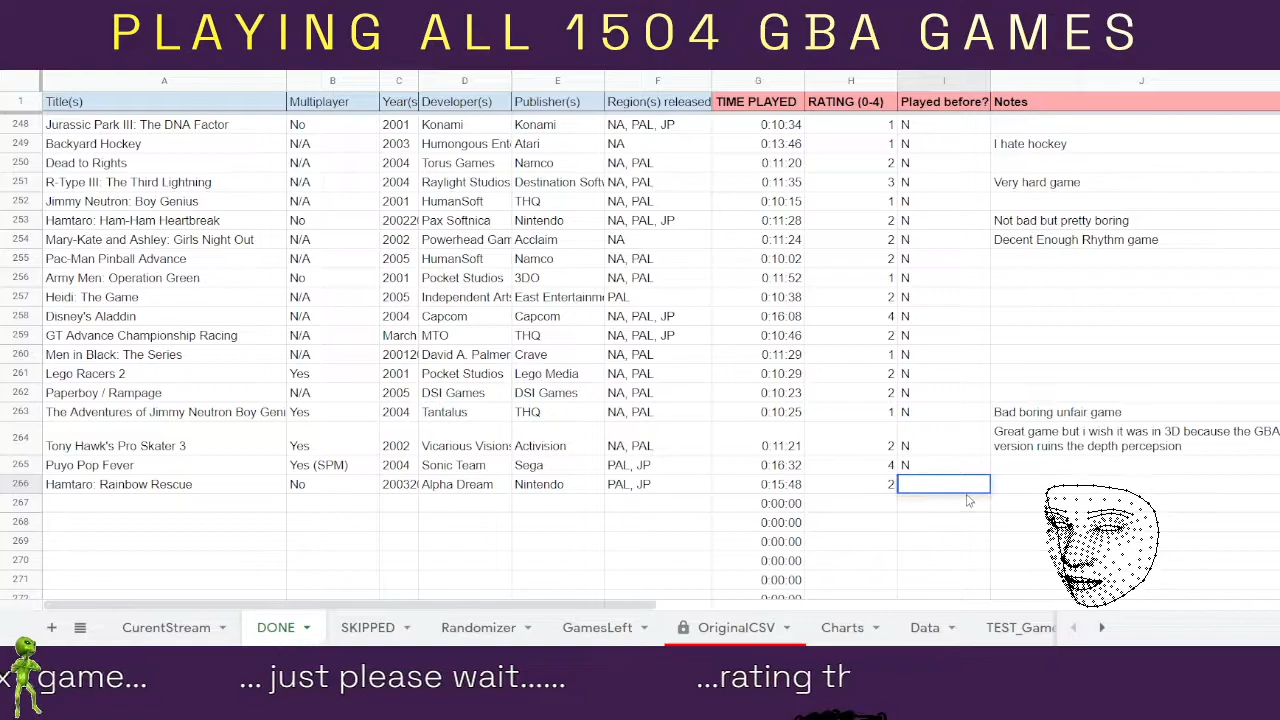 PLAYING ALL 1504 GBA GAMES
A B C D E F G H I J
1 Title(s) Multiplayer Year(s Developer(s) Publisher(s) Region(s) released TIME PLAYED RATING (0-4) Played before? Notes
248 Jurassic Park III: The DNA Factor No 2001 Konami Konami NA, PAL, JP 0:10:34 1 N
249 Backyard Hockey N/A 2003 Humongous Ent Atari NA 0:13:46 1 N I hate hockey
250 Dead to Rights N/A 2004 Torus Games Namco NA, PAL 0:11:20 2 N
251 R-Type III: The Third Lightning N/A 2004 Raylight Studios Destination Softw NA, PAL 0:11:35 3 N Very hard game
252 Jimmy Neutron: Boy Genius N/A 2001 HumanSoft THQ NA, PAL 0:10:15 1 N
253 Hamtaro: Ham-Ham Heartbreak No 200220 Pax Softnica Nintendo NA, PAL, JP 0:11:28 2 N Not bad but pretty boring
254 Mary-Kate and Ashley: Girls Night Out N/A 2002 Powerhead Gam Acclaim NA 0:11:24 2 N Decent Enough Rhythm game
255 Pac-Man Pinball Advance N/A 2005 HumanSoft Namco NA, PAL 0:10:02 2 N
256 Army Men: Operation Green No 2001 Pocket Studios 3DO NA, PAL 0:11:52 1 N
257 Heidi: The Game N/A 2005 Independent Arts East Entertainme PAL 0:10:38 2 N
258 Disney's Aladdin N/A 2004 Capcom Capcom NA, PAL, JP 0:16:08 4 N
259 GT Advance Championship Racing N/A March MTO THQ NA, PAL, JP 0:10:46 2 N
260 Men in Black: The Series N/A 200120 David A. Palmer Crave NA, PAL 0:11:29 1 N
261 Lego Racers 2 Yes 2001 Pocket Studios Lego Media NA, PAL 0:10:29 2 N
262 Paperboy / Rampage N/A 2005 DSI Games DSI Games NA, PAL 0:10:23 2 N
263 The Adventures of Jimmy Neutron Boy Geni Yes 2004 Tantalus THQ NA, PAL 0:10:25 1 N Bad boring unfair game
264 Tony Hawk's Pro Skater 3 Yes 2002 Vicarious Visions Activision NA, PAL 0:11:21 2 N Great game but i wish it was in 3D because the GBA
version ruins the depth percepsion
265 Puyo Pop Fever Yes (SPM) 2004 Sonic Team Sega PAL, JP 0:16:32 4 N
266 Hamtaro: Rainbow Rescue No 200320 Alpha Dream Nintendo PAL, JP 0:15:48 2
267 0:00:00
268 0:00:00
269 0:00:00
270 0:00:00
271 0:00:00
272 0:00:00
CurentStream DONE SKIPPED Randomizer GamesLeft OriginalCSV Charts Data TEST_Game
game... ... just please wait...... ...rating th